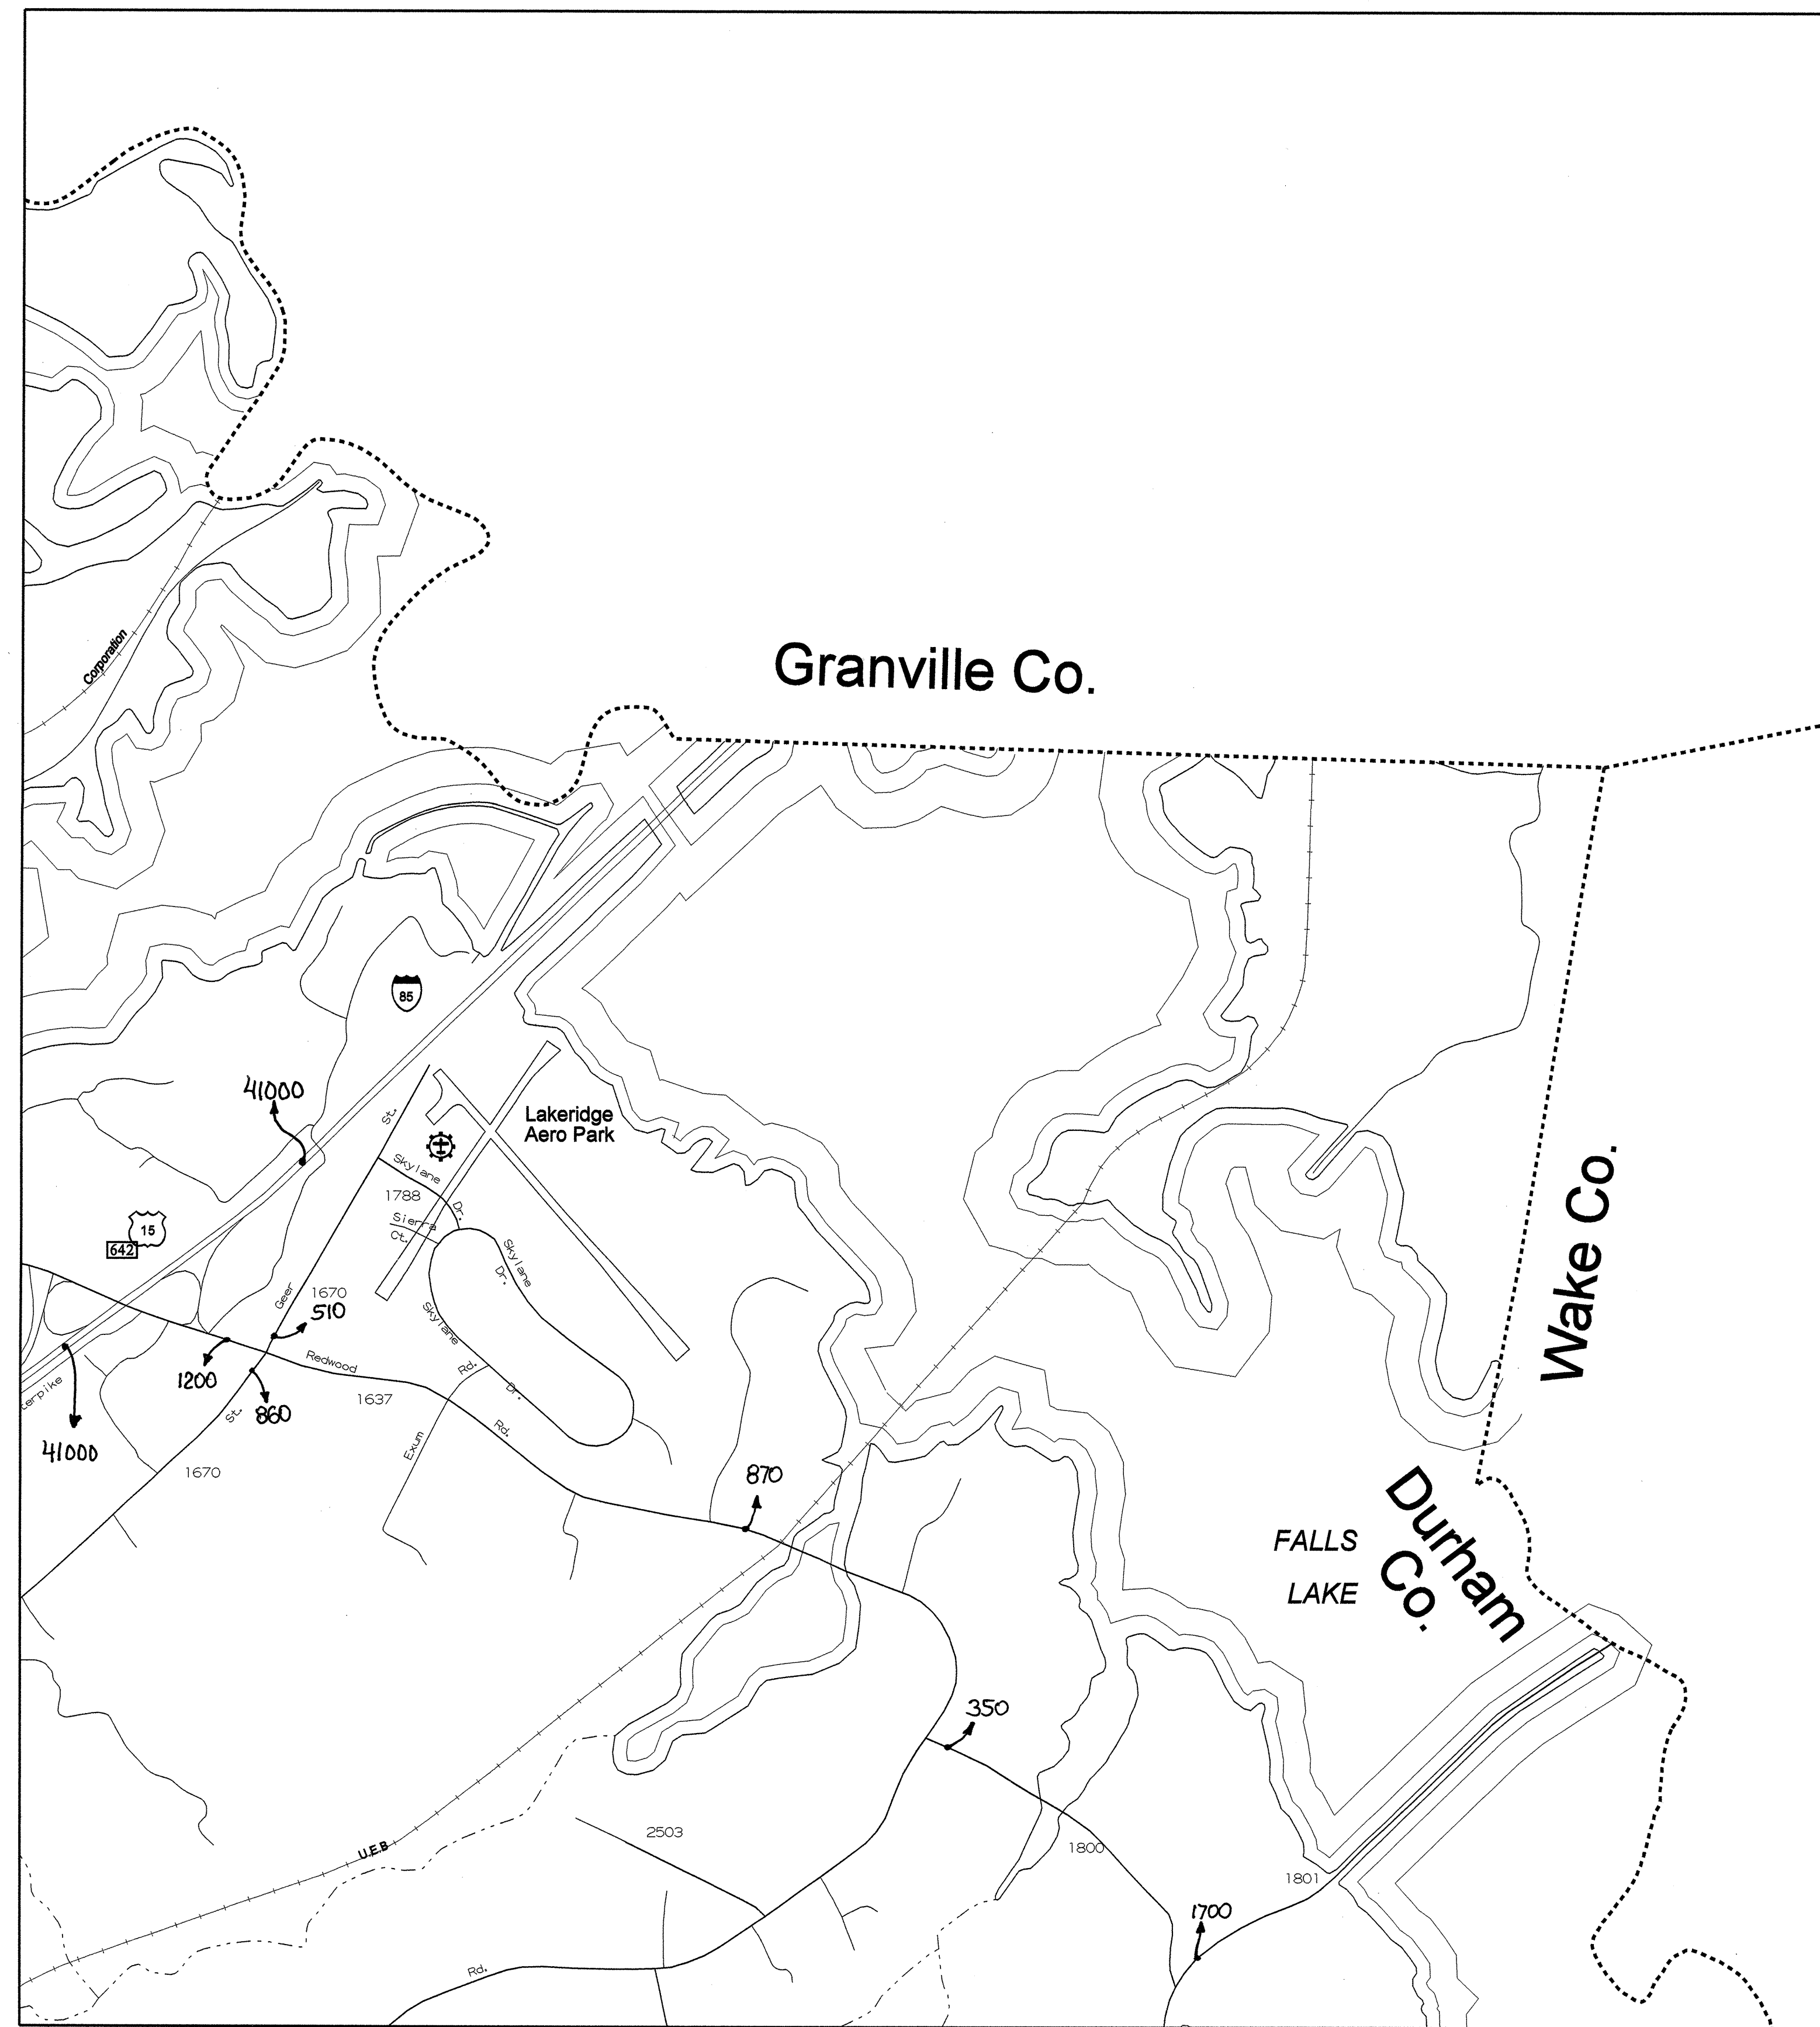 Corporation
Granville Co.
85
41000
St.
Lakeridge
Aero Park
Skylane
Dr.
1788
Sierra
Ct.
15
642
Wake Co.
Skylane
Dr.
Geer
1670
510
Skylane
Dr.
1200
Redwood
Rd.
1637
Rd.
860
St.
terpike
41000
1670
Exum
870
FALLS
LAKE
Durham
Co.
350
2503
1800
U.E.B
1801
1700
Rd.